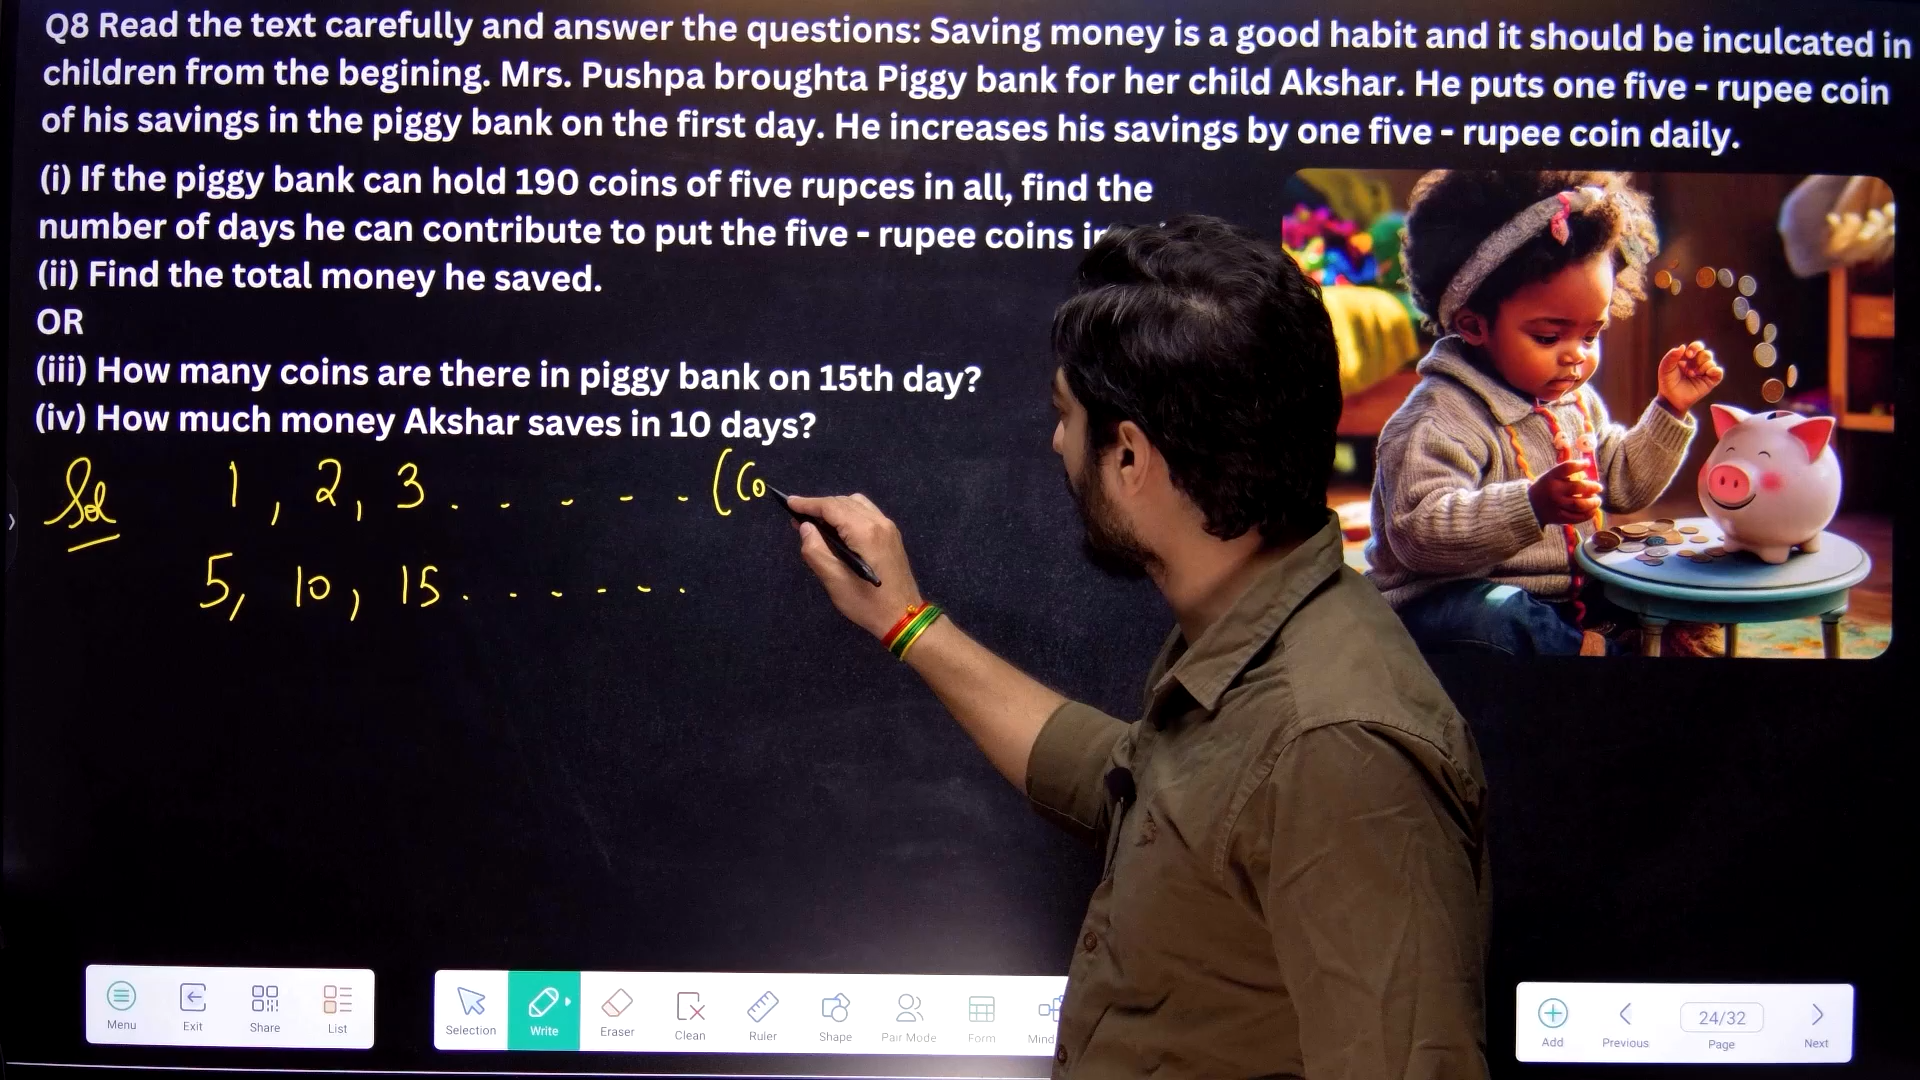 Q8 Read the text carefully and answer the questions: Saving money is a good habit and it should be inculcated in
children from the begining. Mrs. Pushpa broughta Piggy bank for her child Akshar. He puts one five - rupee coin
of his savings in the piggy bank on the first day. He increases his savings by one five - rupee coin daily.
(i) If the piggy bank can hold 190 coins of five rupces in all, find the
number of days he can contribute to put the five - rupee coins
(ii) Find the total money he saved.
OR
(iii) How many coins are there in piggy bank on 15th day?
(iv) How much money Akshar saves in 10 days?
Sol 1, 2, 3 . . . . . (Co
5, 10, 15 . . . . . .
Menu Exit Share List Selection Write Eraser Clean Ruler Shape Pair Mode Form Mind Add Previous 24/32 Page Next